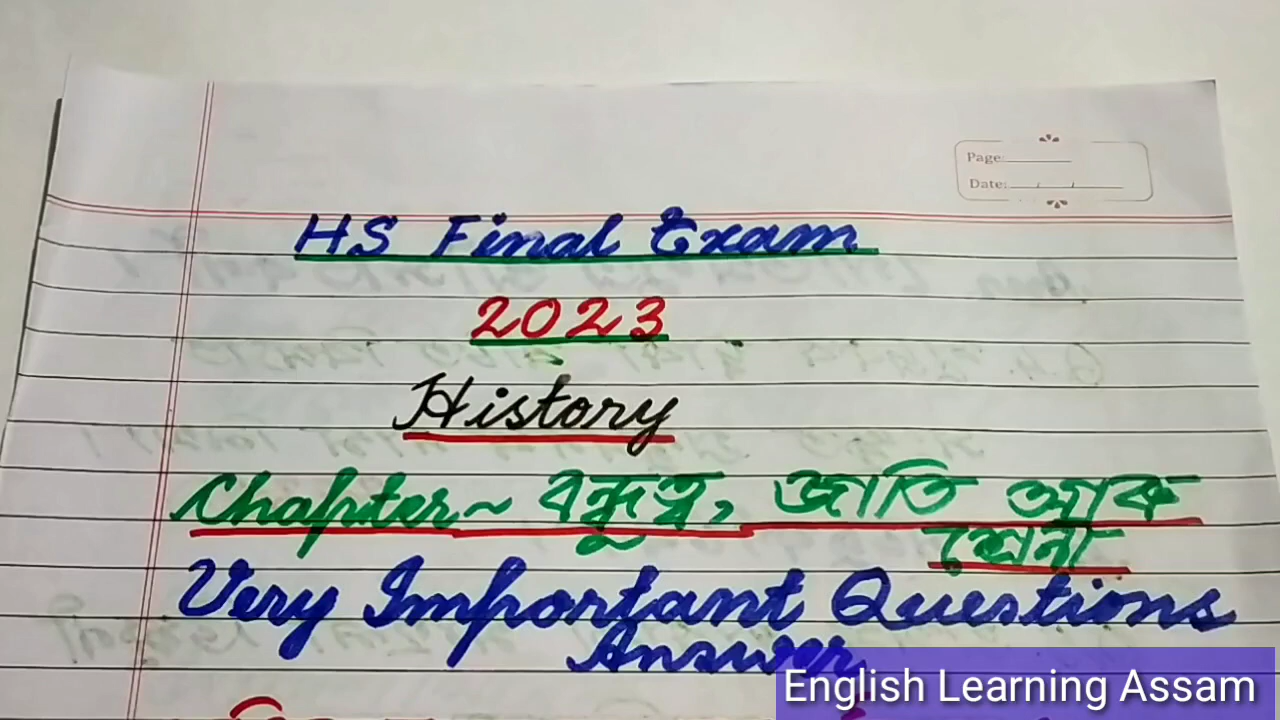 Page:
Date:
HS Final Exam
2023
History
Chapter~ বন্ধুত্ব, জাতি আৰু
শ্ৰেনী
Very Important Questions
Answer
English Learning Assam